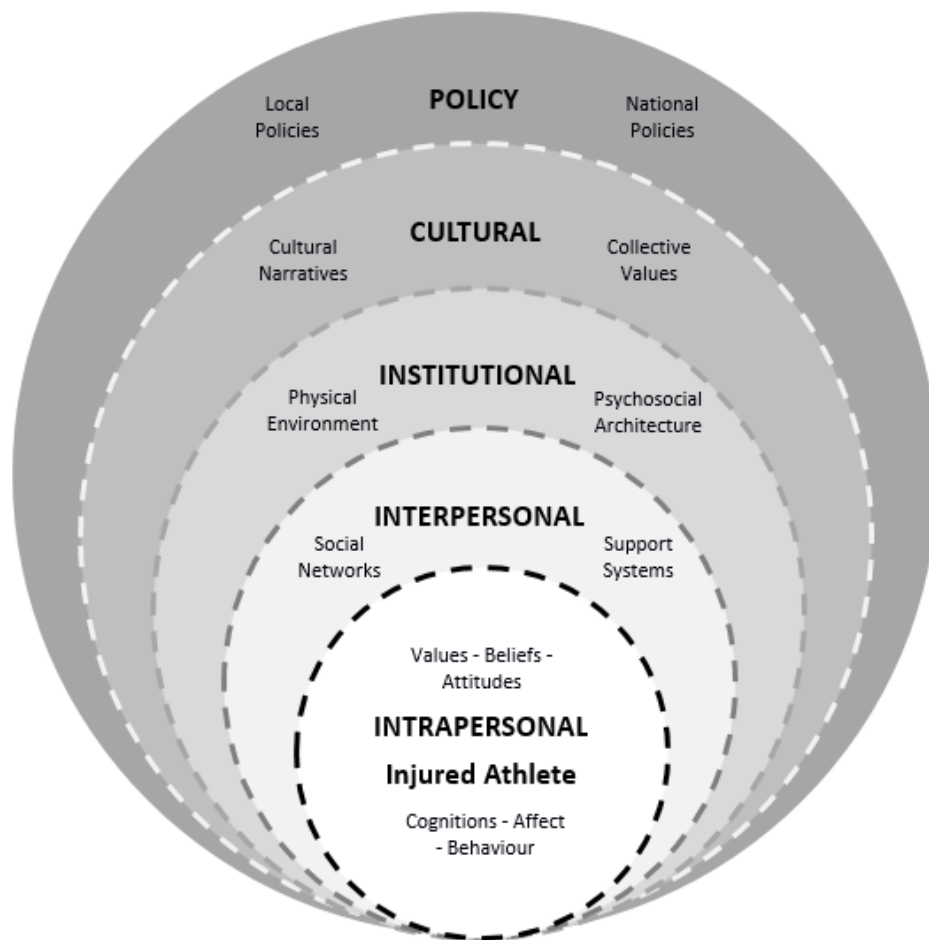 POLICY
Local
Policies
National
Policies
CULTURAL
Cultural
Narratives
Collective
Values
INSTITUTIONAL
Physical
Environment
Psychosocial
Architecture
INTERPERSONAL
Social
Networks
Support
Systems
Values - Beliefs -
Attitudes
INTRAPERSONAL
Injured Athlete
Cognitions - Affect
- Behaviour